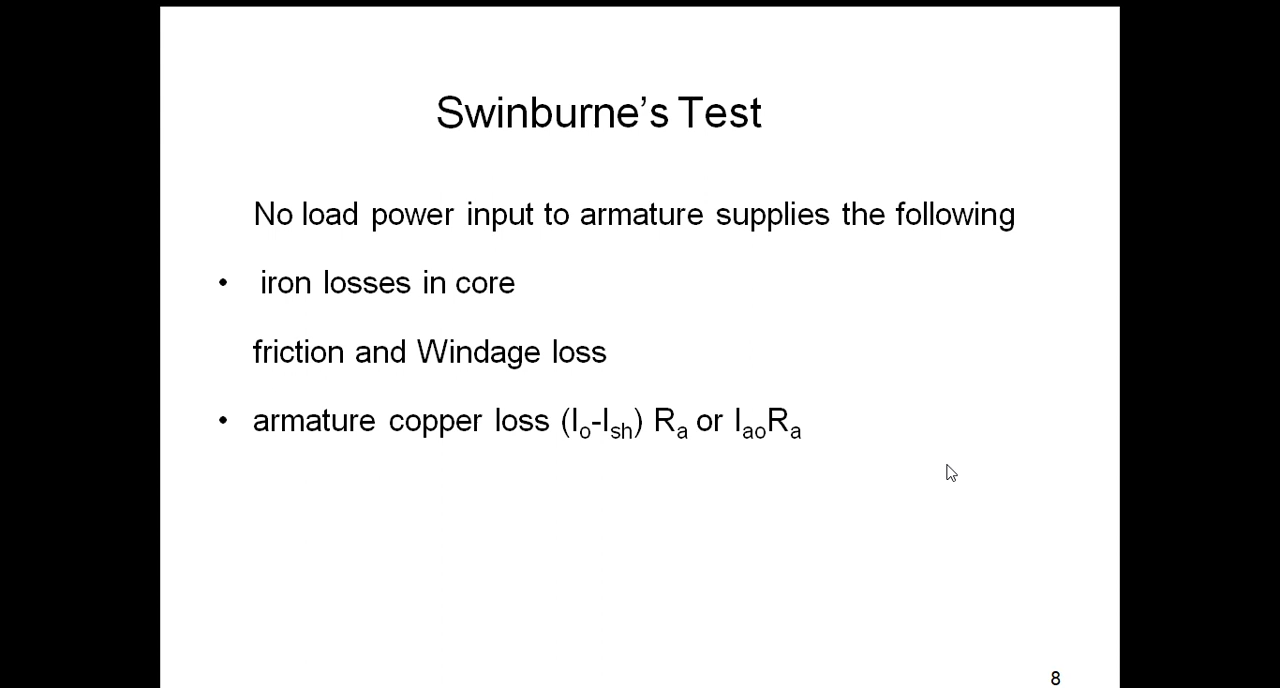 Swinburne’s Test
No load power input to armature supplies the following
• iron losses in core
friction and Windage loss
• armature copper loss (Io-Ish) Ra or IaoRa
8